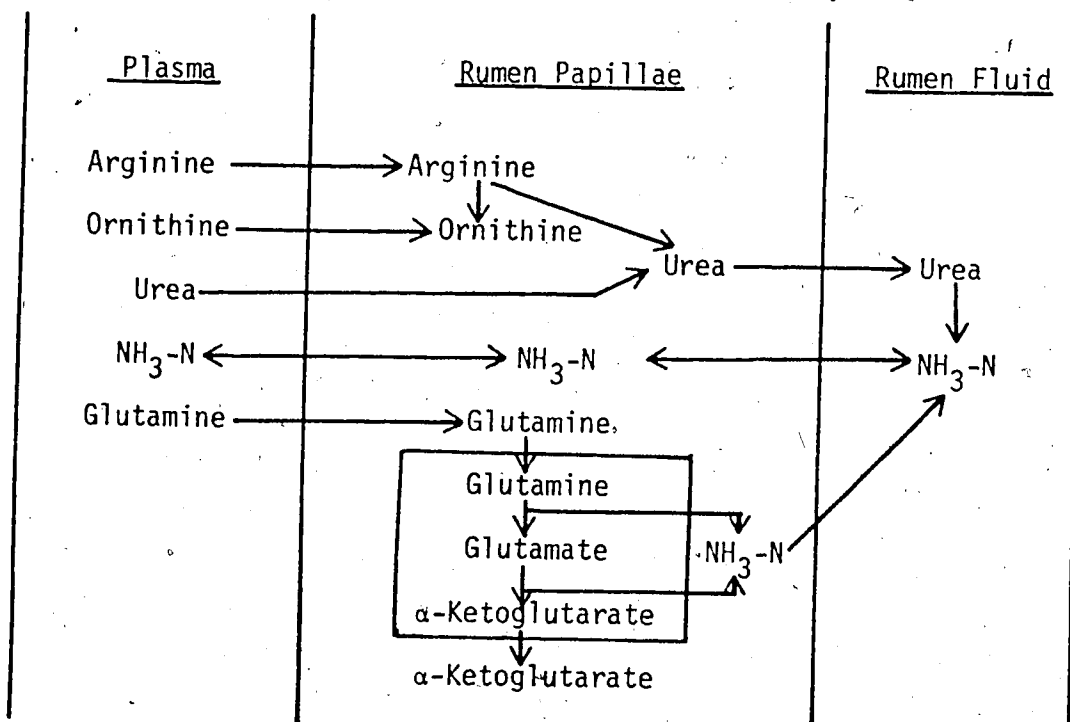 Plasma Rumen Papillae Rumen Fluid
Arginine Arginine
Ornithine Ornithine
Urea Urea Urea
NH3-N NH3-N NH3-N
Glutamine Glutamine
Glutamine
Glutamate NH3-N
α-Ketoglutarate
α-Ketoglutarate